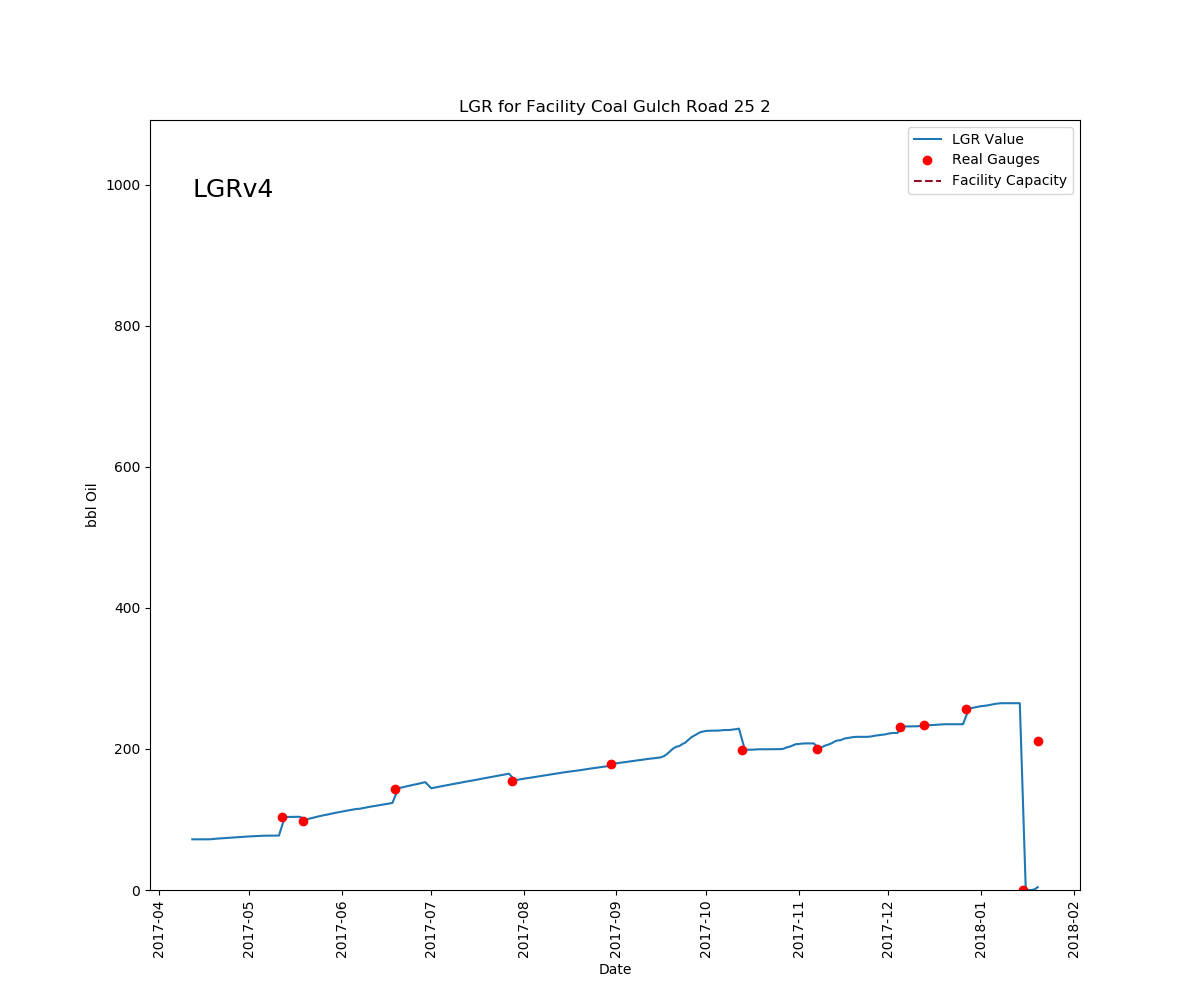 LGR for Facility Coal Gulch Road 25 2
LGR Value
Real Gauges
Facility Capacity
LGRv4
1000
800
600
400
200
0
bbl Oil
2017-04
2017-05
2017-06
2017-07
2017-08
2017-09
2017-10
2017-11
2017-12
2018-01
2018-02
Date